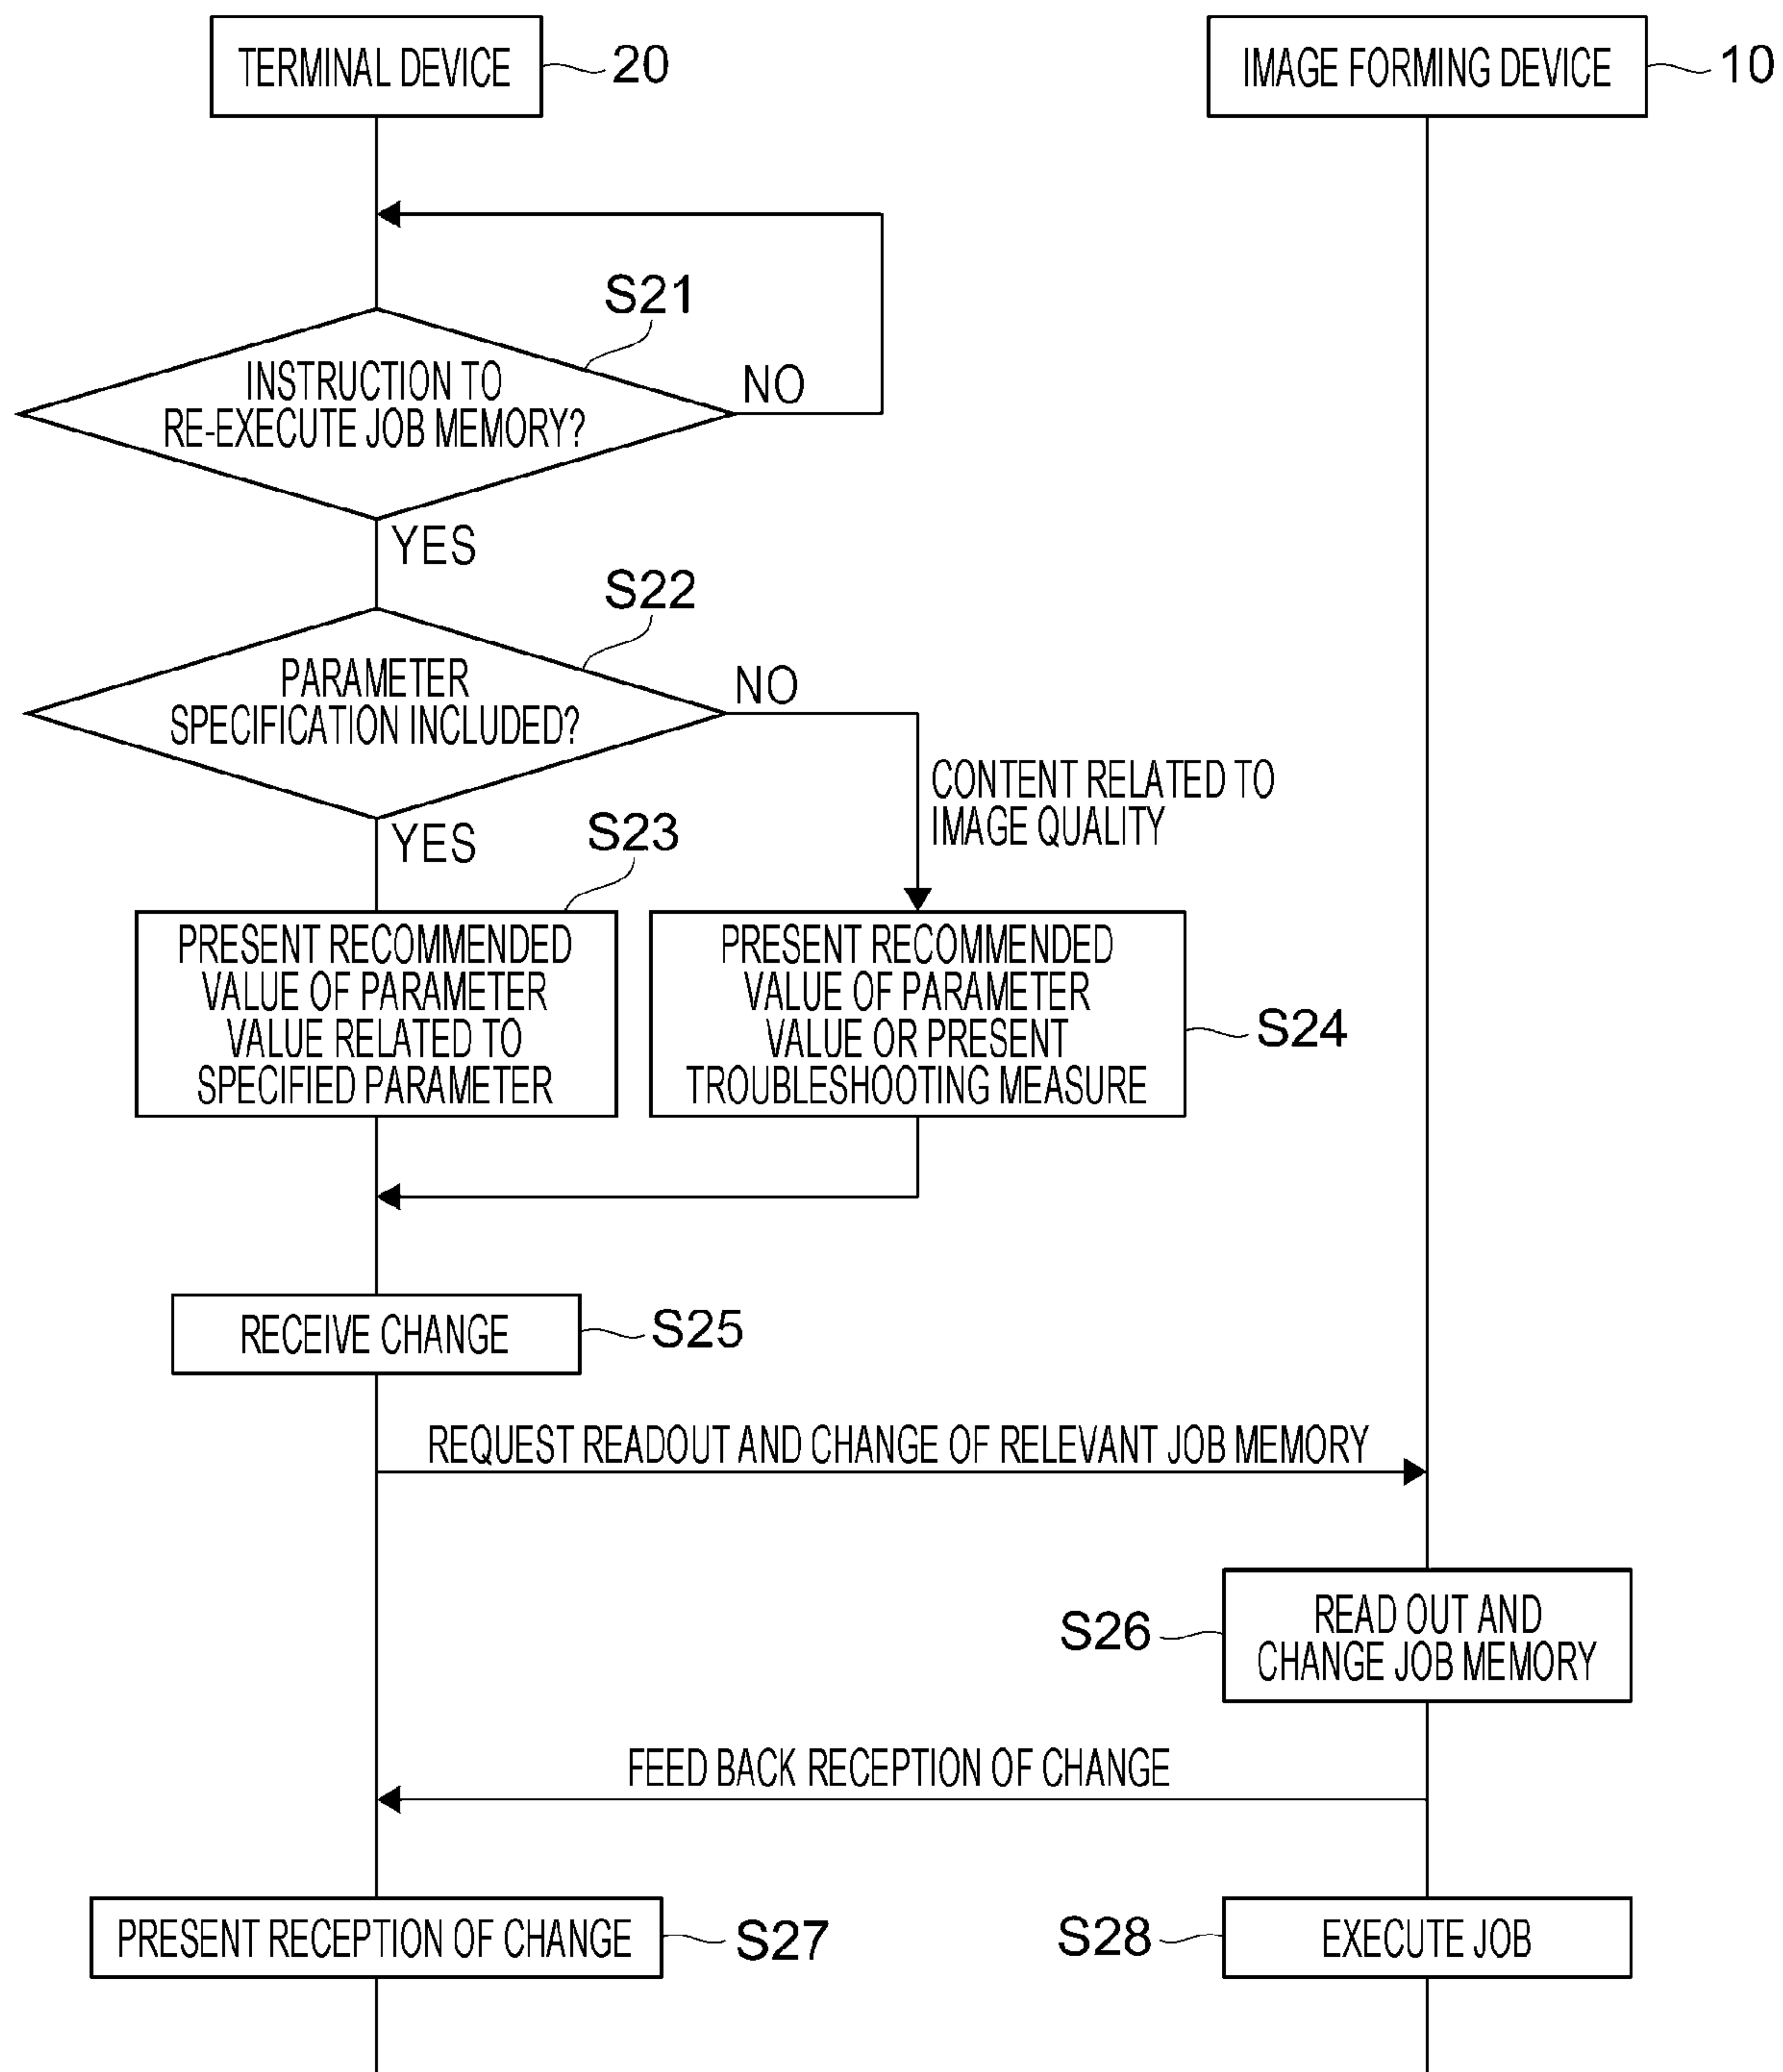 TERMINAL DEVICE
20
IMAGE FORMING DEVICE
10
S21
INSTRUCTION TO
RE-EXECUTE JOB MEMORY?
NO
YES
S22
PARAMETER
SPECIFICATION INCLUDED?
NO
CONTENT RELATED TO
IMAGE QUALITY
YES
S23
PRESENT RECOMMENDED
VALUE OF PARAMETER
VALUE RELATED TO
SPECIFIED PARAMETER
PRESENT RECOMMENDED
VALUE OF PARAMETER
VALUE OR PRESENT
TROUBLESHOOTING MEASURE
S24
RECEIVE CHANGE
S25
REQUEST READOUT AND CHANGE OF RELEVANT JOB MEMORY
S26
READ OUT AND
CHANGE JOB MEMORY
FEED BACK RECEPTION OF CHANGE
PRESENT RECEPTION OF CHANGE
S27
S28
EXECUTE JOB